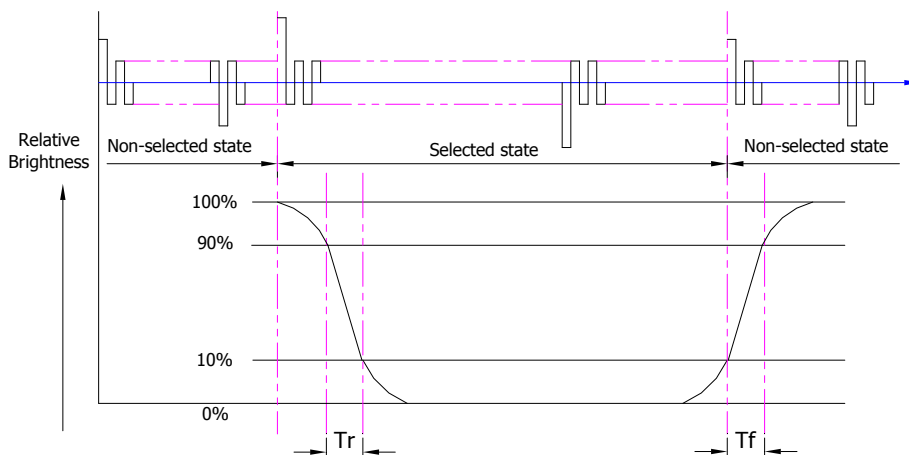 Relative
Brightness
Non-selected state
Selected state
Non-selected state
100%
90%
10%
0%
Tr
Tf